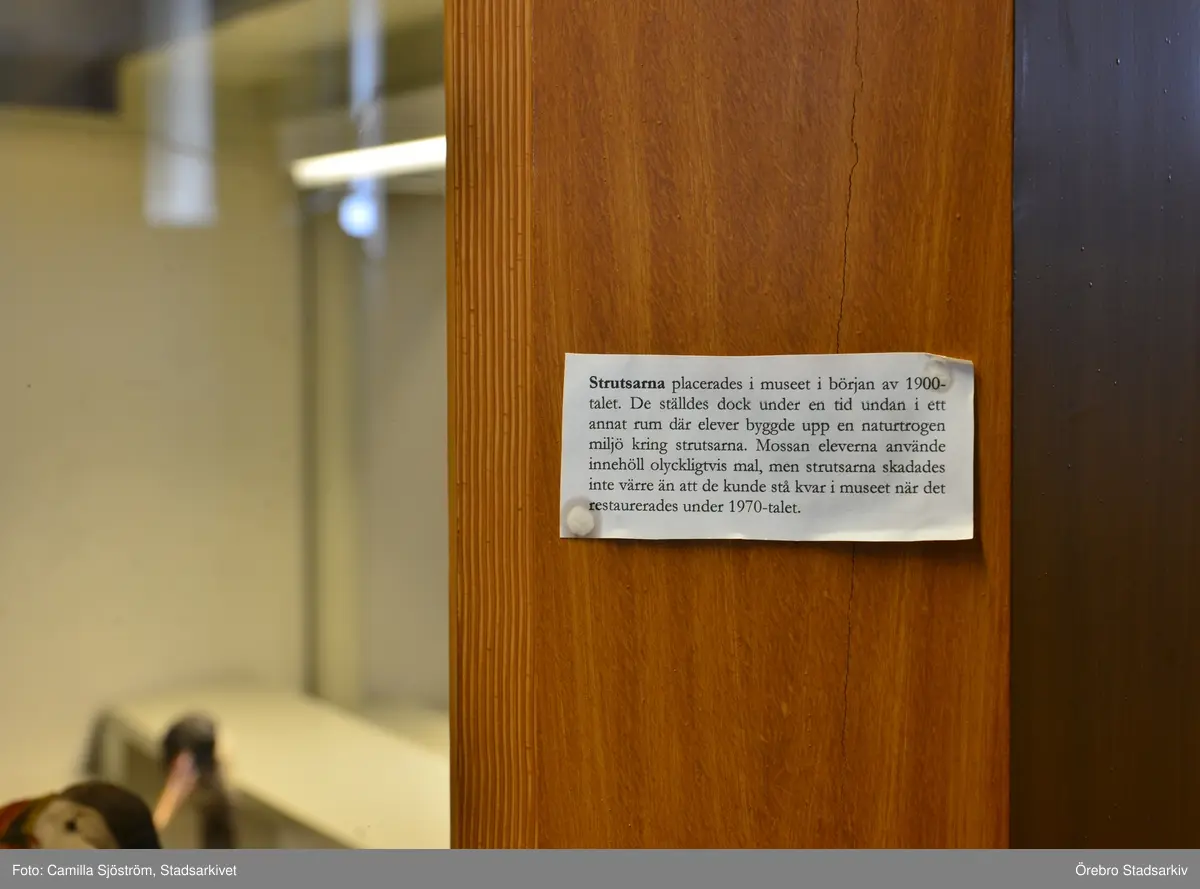 Strutsarna placerades i museet i början av 1900-
talet. De ställdes dock under en tid undan i ett
annat rum där elever byggde upp en naturtrogen
miljö kring strutsarna. Mossan eleverna använde
innehöll olyckligtvis mal, men strutsarna skadades
inte värre än att de kunde stå kvar i museet när det
restaurerades under 1970-talet.
Foto: Camilla Sjöström, Stadsarkivet
Örebro Stadsarkiv